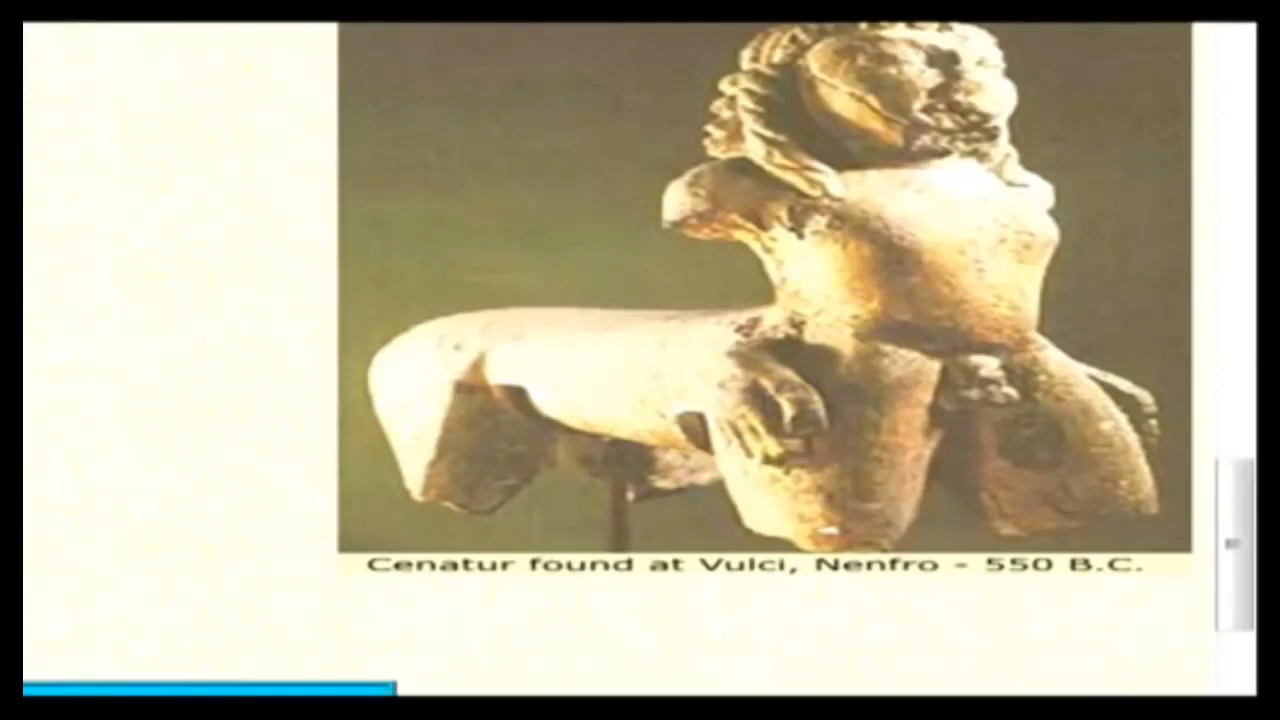 Cenatur found at Vulci, Nenfro - 550 B.C.